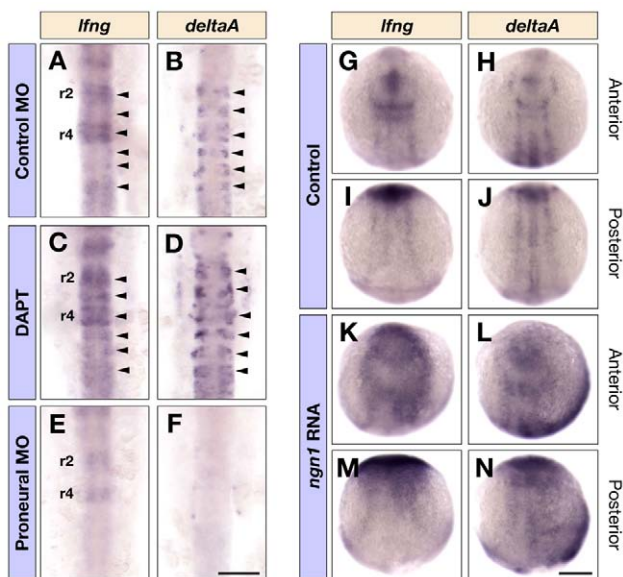 lfng deltaA
Control MO
A B
r2
r4
DAPT
C D
r2
r4
Proneural MO
E F
r2
r4
lfng deltaA
Control
G H
Anterior
I J
Posterior
ngn1 RNA
K L
Anterior
M N
Posterior